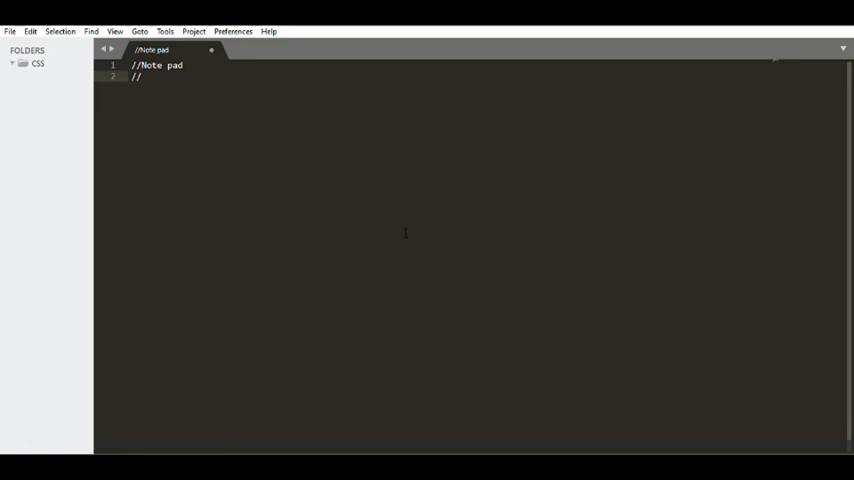 File Edit Selection Find View Goto Tools Project Preferences Help
FOLDERS
CSS
//Note pad
1 //Note pad
2 //